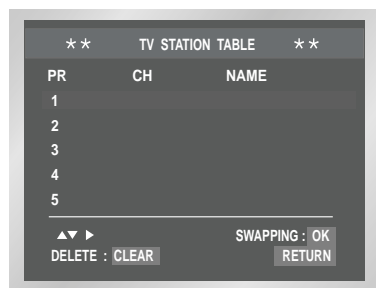 ** TV STATION TABLE **
PR CH NAME
1
2
3
4
5
▲▼ ▶ SWAPPING : OK
DELETE : CLEAR RETURN